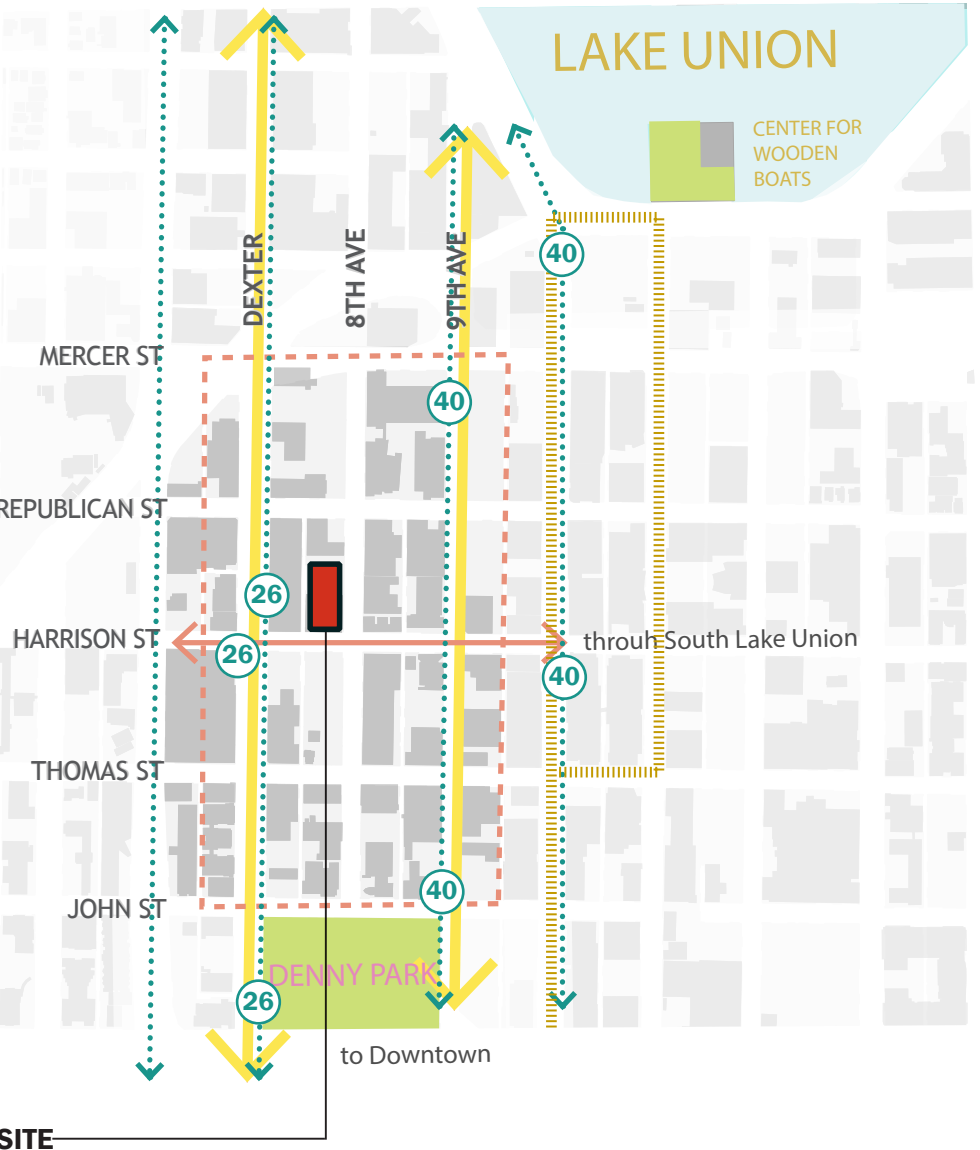 LAKE UNION
CENTER FOR
WOODEN
BOATS
DEXTER
8TH AVE
9TH AVE
40
MERCER ST
40
REPUBLICAN ST
26
HARRISON ST
throuh South Lake Union
26
40
THOMAS ST
40
JOHN ST
DENNY PARK
26
to Downtown
SITE